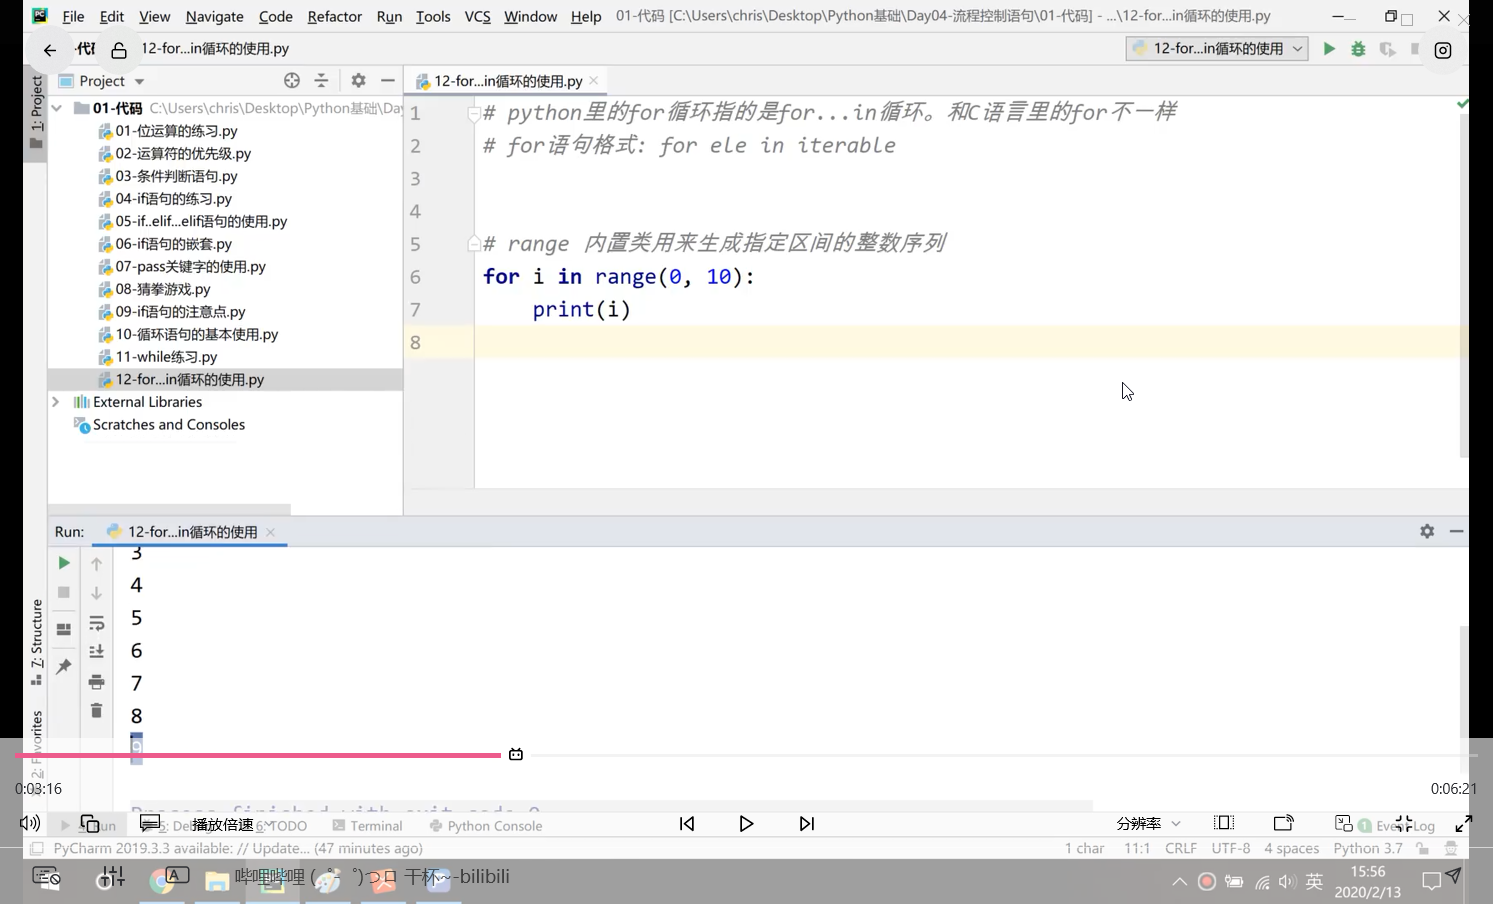 File Edit View Navigate Code Refactor Run Tools VCS Window Help 01-代码 [C:\Users\chris\Desktop\Python基础\Day04-流程控制语句\01-代码] - ...\12-for...in循环的使用.py
12-for...in循环的使用.py
12-for...in循环的使用
Project
12-for...in循环的使用.py
1: Project
01-代码 C:\Users\chris\Desktop\Python基础\Da
01-位运算的练习.py
02-运算符的优先级.py
03-条件判断语句.py
04-if语句的练习.py
05-if..elif...elif语句的使用.py
06-if语句的嵌套.py
07-pass关键字的使用.py
08-猜拳游戏.py
09-if语句的注意点.py
10-循环语句的基本使用.py
11-while练习.py
12-for...in循环的使用.py
External Libraries
Scratches and Consoles
1 # python里的for循环指的是for...in循环。和C语言里的for不一样
2 # for语句格式: for ele in iterable
3
4
5 # range 内置类用来生成指定区间的整数序列
6 for i in range(0, 10):
7 print(i)
8
Run: 12-for...in循环的使用
3
4
5
6
7
8
9
7: Structure
2: Favorites
0:03:16
0:06:21
Process finished with exit code 0
播放倍速
6: TODO
Terminal
Python Console
分辨率
1 Event Log
PyCharm 2019.3.3 available: // Update... (47 minutes ago)
1 char 11:1 CRLF UTF-8 4 spaces Python 3.7
哔哩哔哩 (゜-゜)つロ 干杯~-bilibili
英
15:56
2020/2/13